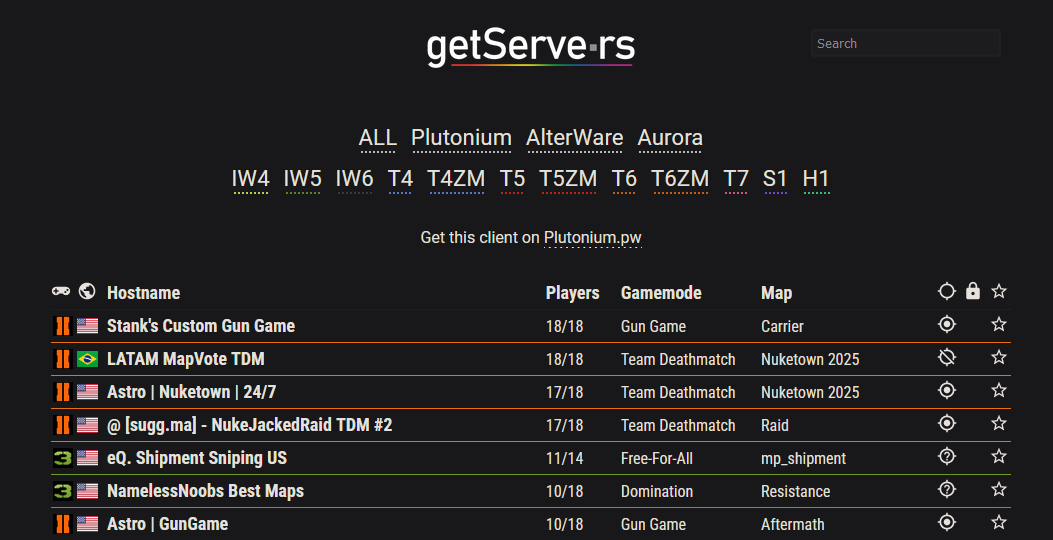 getServe·rs
Search
ALL Plutonium AlterWare Aurora
IW4 IW5 IW6 T4 T4ZM T5 T5ZM T6 T6ZM T7 S1 H1
Get this client on Plutonium.pw
Hostname Players Gamemode Map
Stank's Custom Gun Game 18/18 Gun Game Carrier
LATAM MapVote TDM 18/18 Team Deathmatch Nuketown 2025
Astro | Nuketown | 24/7 17/18 Team Deathmatch Nuketown 2025
@ [sugg.ma] - NukeJackedRaid TDM #2 17/18 Team Deathmatch Raid
3 eQ. Shipment Sniping US 11/14 Free-For-All mp_shipment
3 NamelessNoobs Best Maps 10/18 Domination Resistance
Astro | GunGame 10/18 Gun Game Aftermath